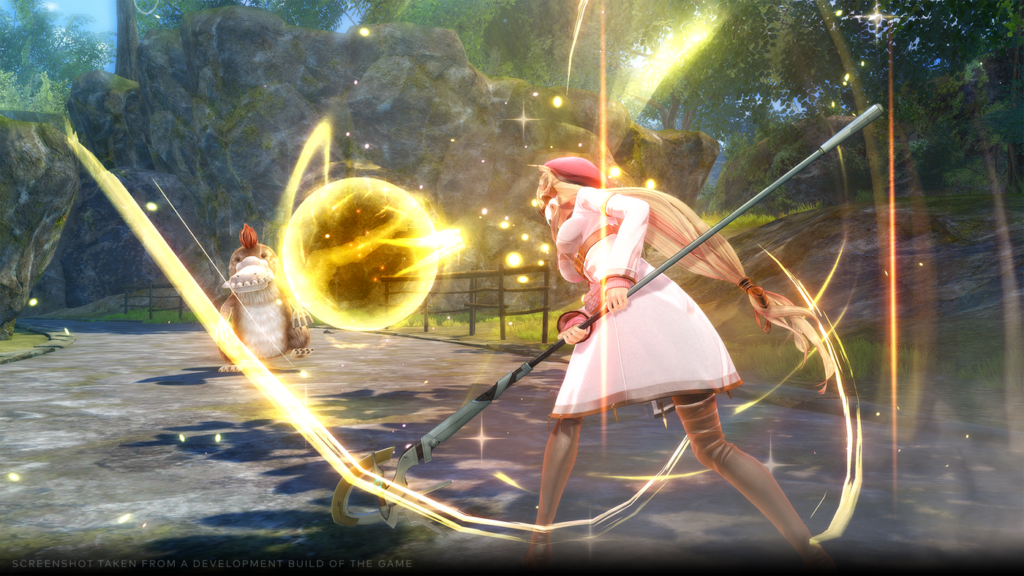 SCREENSHOT TAKEN FROM A DEVELOPMENT BUILD OF THE GAME